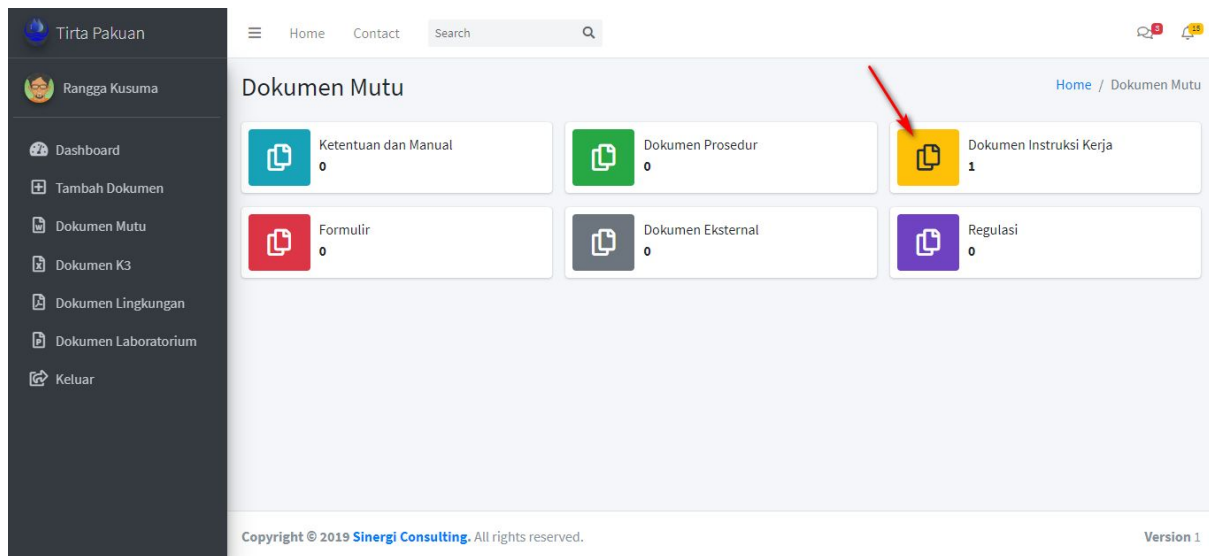 Tirta Pakuan
Home Contact Search
3 15
Rangga Kusuma
Dashboard
Tambah Dokumen
Dokumen Mutu
Dokumen K3
Dokumen Lingkungan
Dokumen Laboratorium
Keluar
Dokumen Mutu
Home / Dokumen Mutu
Ketentuan dan Manual
0
Dokumen Prosedur
0
Dokumen Instruksi Kerja
1
Formulir
0
Dokumen Eksternal
0
Regulasi
0
Copyright © 2019 Sinergi Consulting. All rights reserved.
Version 1